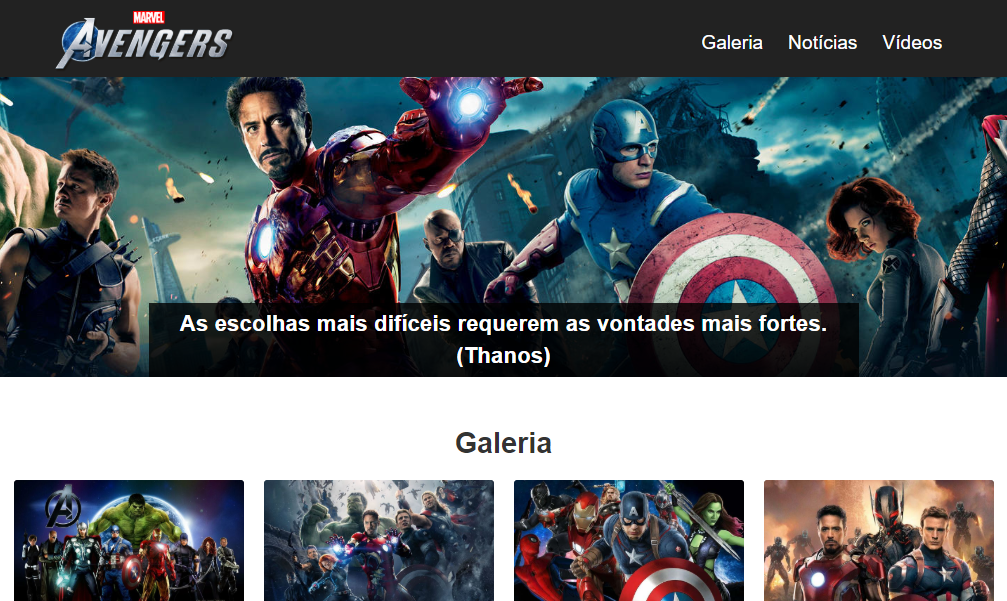 MARVEL
AVENGERS
Galeria Notícias Vídeos
As escolhas mais difíceis requerem as vontades mais fortes.
(Thanos)
Galeria